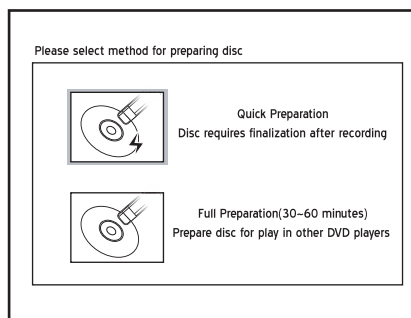 Please select method for preparing disc
Quick Preparation
Disc requires finalization after recording
Full Preparation(30~60 minutes)
Prepare disc for play in other DVD players